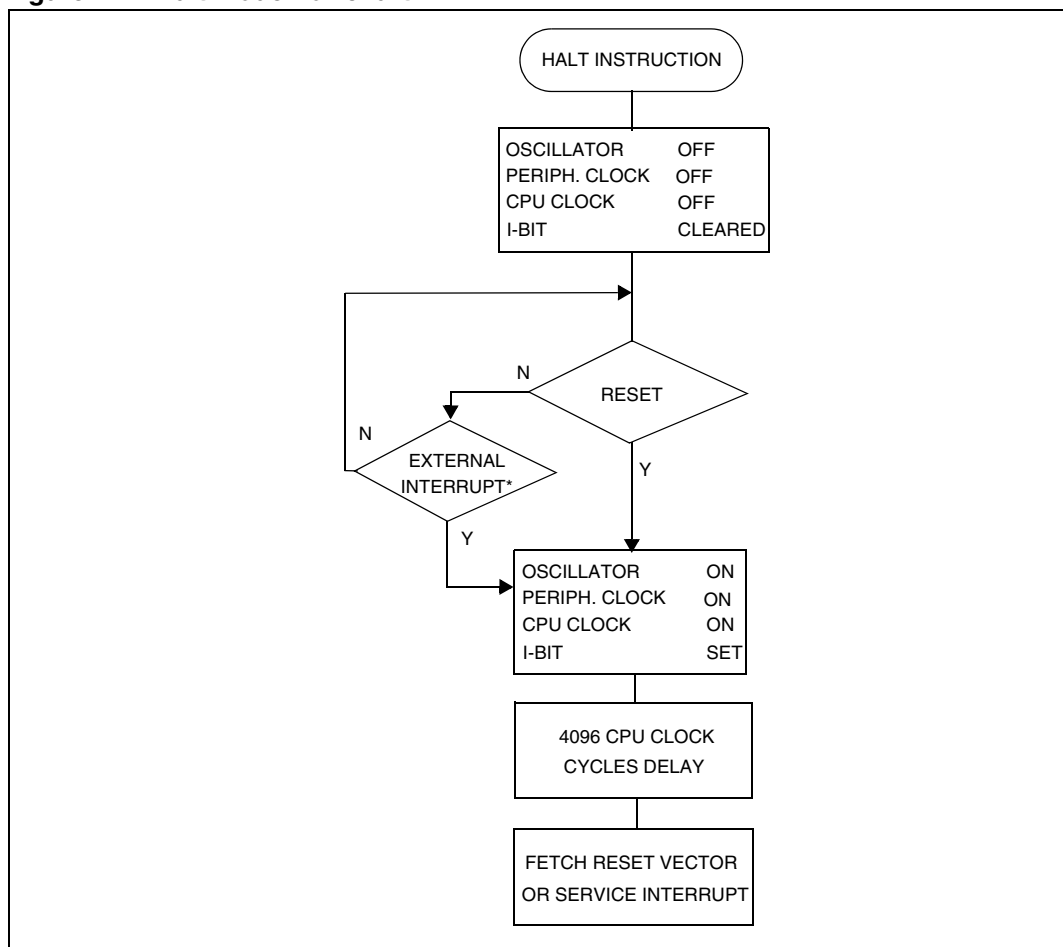 HALT INSTRUCTION
OSCILLATOR OFF
PERIPH. CLOCK OFF
CPU CLOCK OFF
I-BIT CLEARED
N
RESET
N
EXTERNAL
INTERRUPT*
Y
Y
OSCILLATOR ON
PERIPH. CLOCK ON
CPU CLOCK ON
I-BIT SET
4096 CPU CLOCK
CYCLES DELAY
FETCH RESET VECTOR
OR SERVICE INTERRUPT